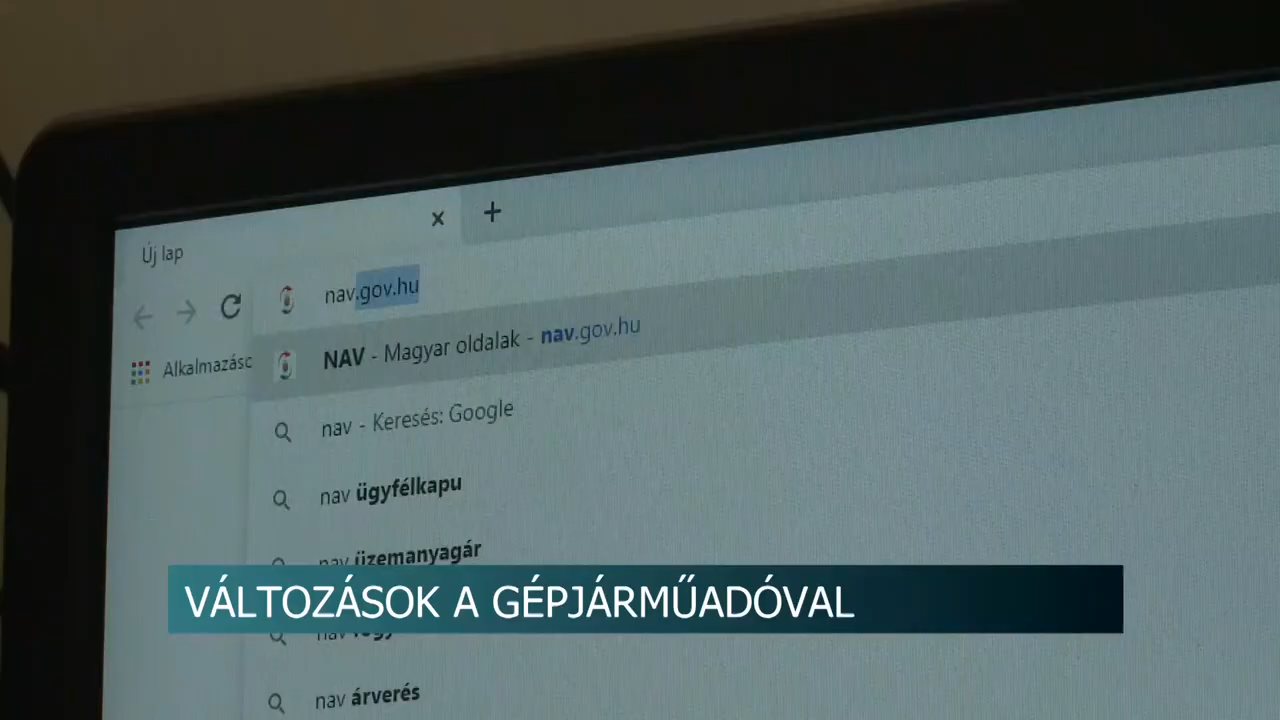 Új lap
nav.gov.hu
Alkalmazásc
NAV - Magyar oldalak - nav.gov.hu
nav - Keresés: Google
nav ügyfélkapu
nav üzemanyagár
VÁLTOZÁSOK A GÉPJÁRMŰADÓVAL
nav árverés